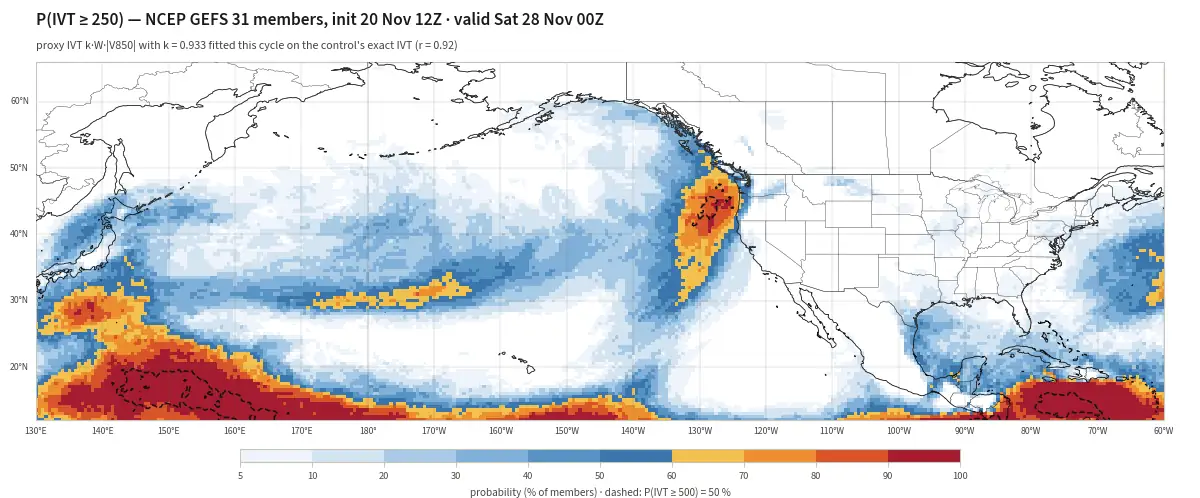 P(IVT ≥ 250) — NCEP GEFS 31 members, init 20 Nov 12Z · valid Sat 28 Nov 00Z
proxy IVT k·W·|V850| with k = 0.933 fitted this cycle on the control's exact IVT (r = 0.92)
60°N
50°N
40°N
30°N
20°N
130°E 140°E 150°E 160°E 170°E 180° 170°W 160°W 150°W 140°W 130°W 120°W 110°W 100°W 90°W 80°W 70°W 60°W
5 10 20 30 40 50 60 70 80 90 100
probability (% of members) · dashed: P(IVT ≥ 500) = 50 %